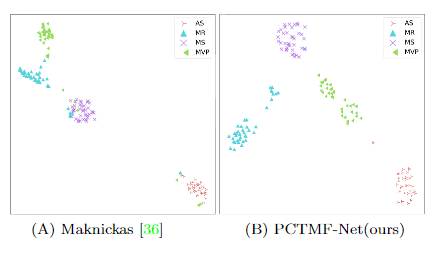 AS
MR
MS
MVP
AS
MR
MS
MVP
(A) Maknickas [36]
(B) PCTMF-Net(ours)